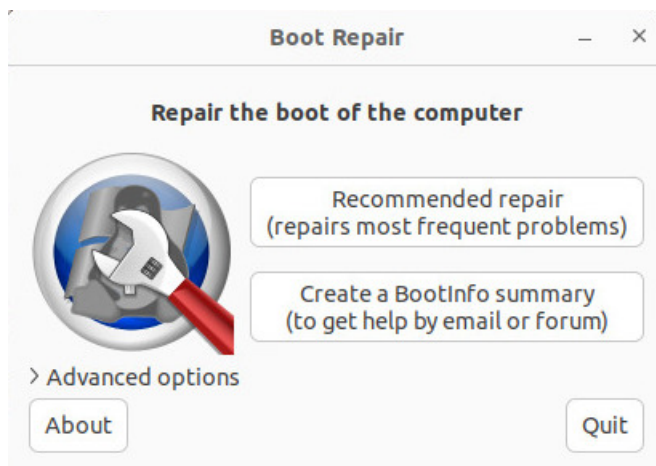 Boot Repair
Repair the boot of the computer
Recommended repair
(repairs most frequent problems)
Create a BootInfo summary
(to get help by email or forum)
Advanced options
About
Quit